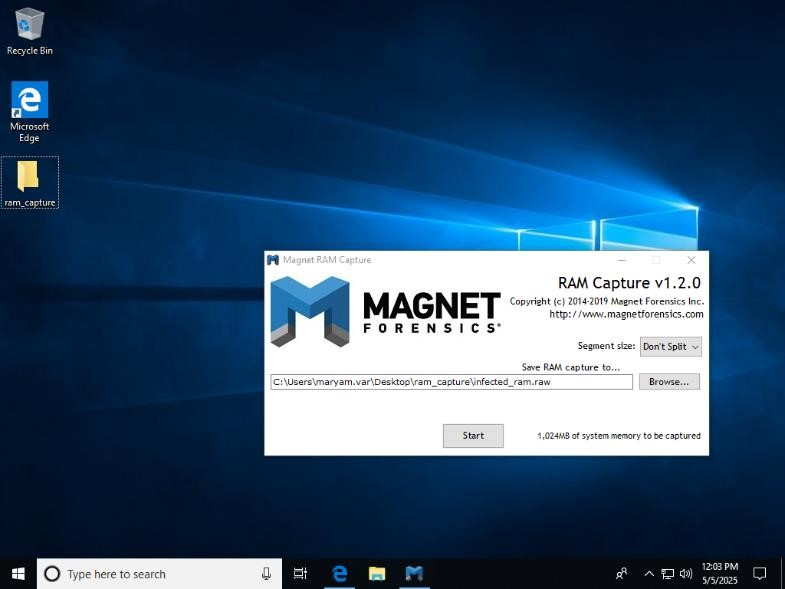 Recycle Bin
Microsoft
Edge
ram_capture
Magnet RAM Capture
MAGNET
FORENSICS®
RAM Capture v1.2.0
Copyright (c) 2014-2019 Magnet Forensics Inc.
http://www.magnetforensics.com
Segment size: Don't Split
Save RAM capture to...
C:\Users\maryam.var\Desktop\ram_capture\infected_ram.raw Browse...
Start 1,024MB of system memory to be captured
Type here to search
12:03 PM
5/5/2025